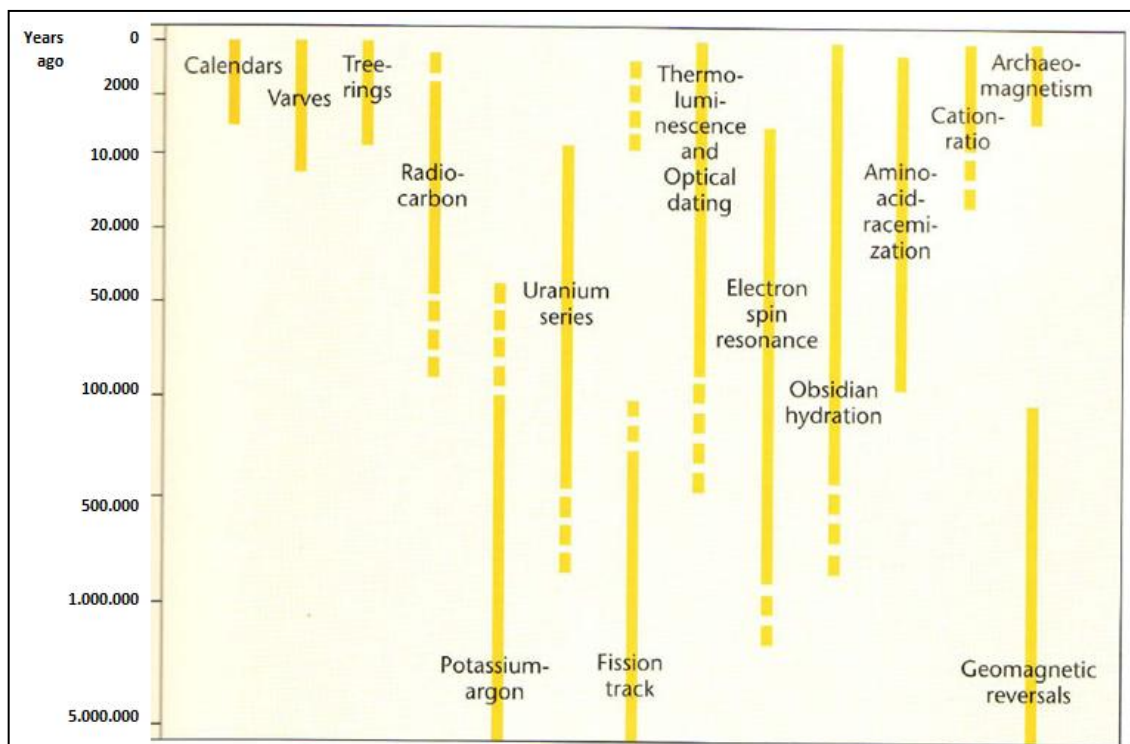 Years
ago
0
2000
10.000
20.000
50.000
100.000
500.000
1.000.000
5.000.000
Calendars
Varves
Tree-
rings
Radio-
carbon
Potassium-
argon
Uranium
series
Fission
track
Thermo-
lumi-
nescence
and
Optical
dating
Electron
spin
resonance
Obsidian
hydration
Amino-
acid-
racemi-
zation
Cation-
ratio
Archaeo-
magnetism
Geomagnetic
reversals